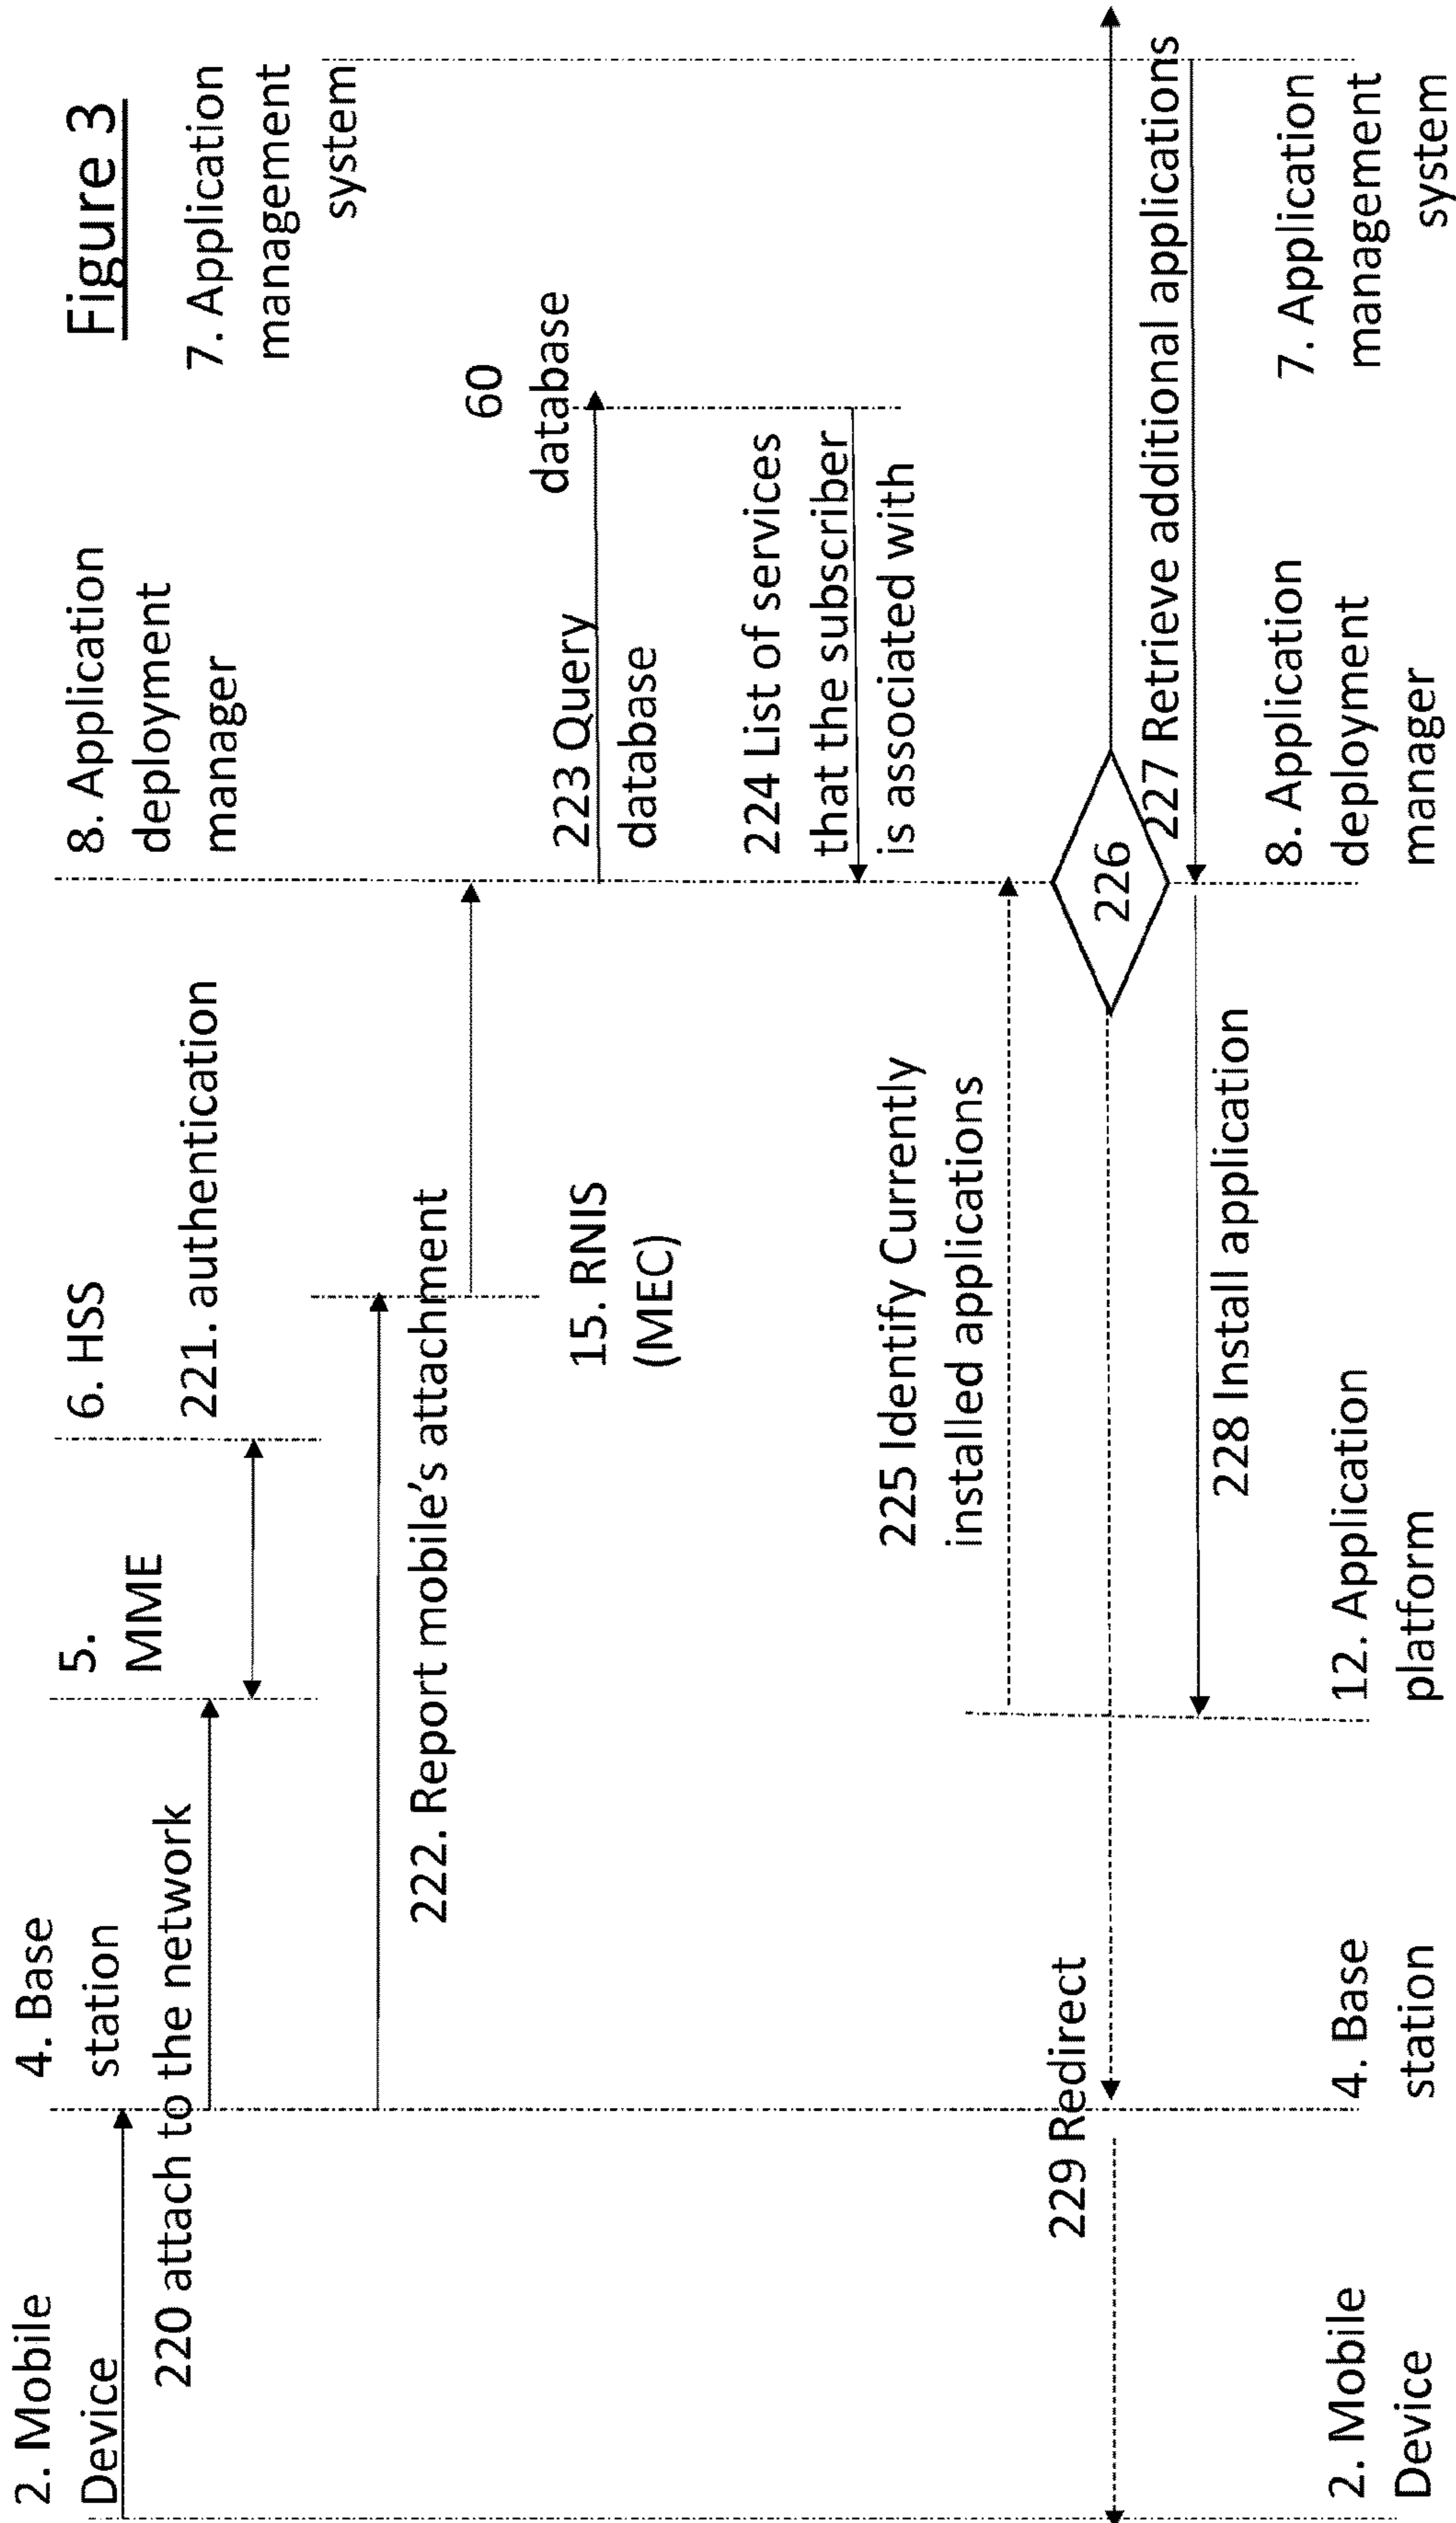 Figure 3
2. Mobile
Device
4. Base
station
5.
MME
6. HSS
8. Application
deployment
manager
7. Application
management
system
220 attach to the network
221. authentication
222. Report mobile's attachment
15. RNIS
(MEC)
223 Query
database
60
database
224 List of services
that the subscriber
is associated with
225 Identify Currently
installed applications
226
229 Redirect
227 Retrieve additional applications
228 Install application
2. Mobile
Device
4. Base
station
12. Application
platform
8. Application
deployment
manager
7. Application
management
system